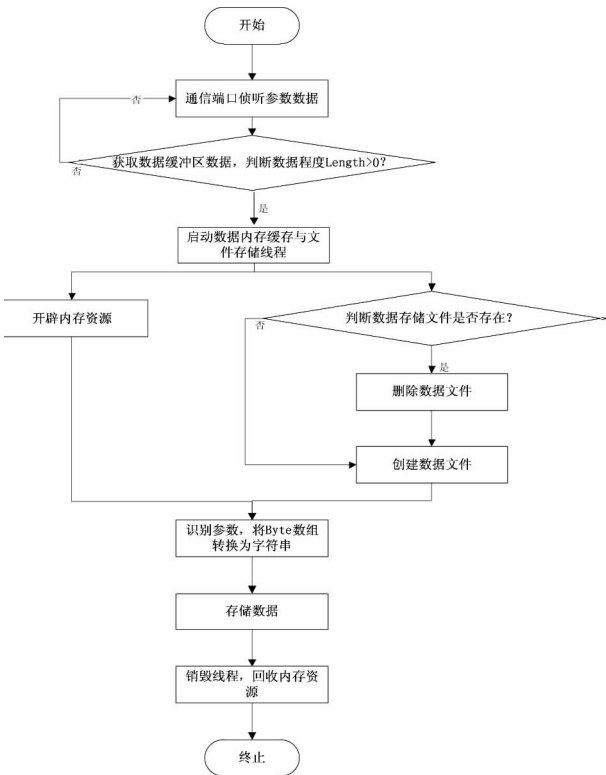 开始
通信端口侦听参数数据
否
获取数据缓冲区数据，判断数据程度Length>0?
否
是
启动数据内存缓存与文
件存储线程
开辟内存资源
判断数据存储文件是否存在?
否
是
删除数据文件
创建数据文件
识别参数，将Byte数组
转换为字符串
存储数据
销毁线程，回收内存资
源
终止